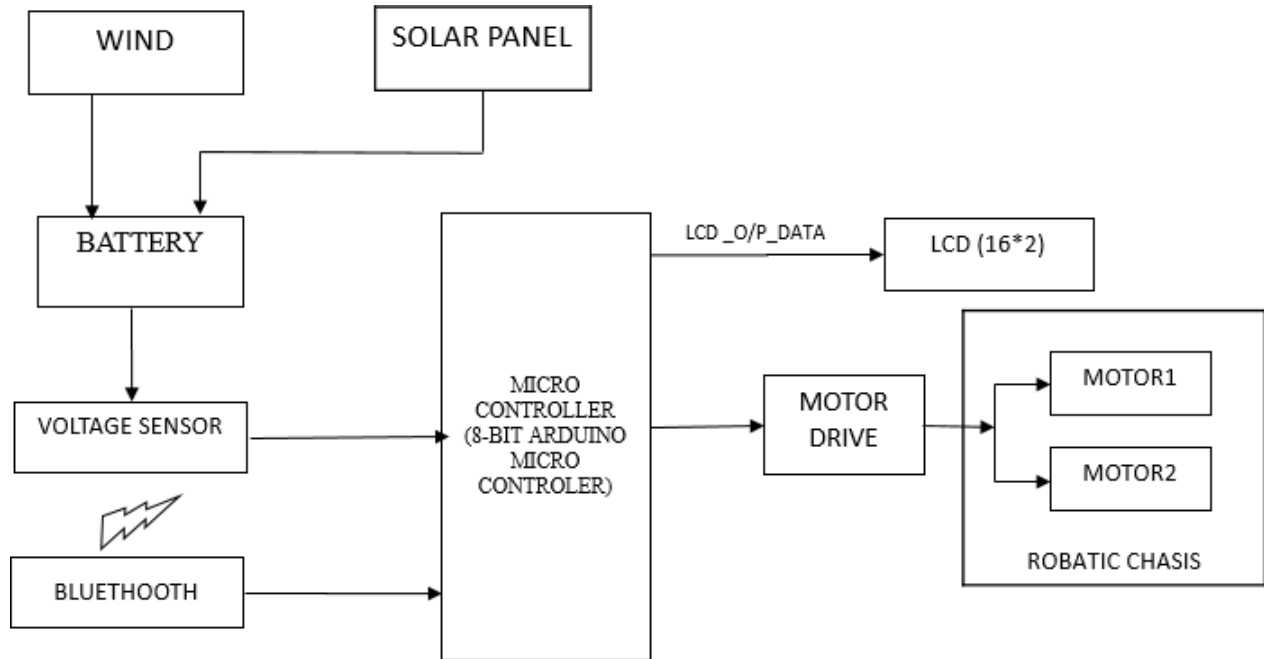 WIND
SOLAR PANEL
BATTERY
LCD _O/P_DATA
LCD (16*2)
VOLTAGE SENSOR
MICRO
CONTROLLER
(8-BIT ARDUINO
MICRO
CONTROLER)
MOTOR
DRIVE
MOTOR1
MOTOR2
ROBATIC CHASIS
BLUETHOOTH